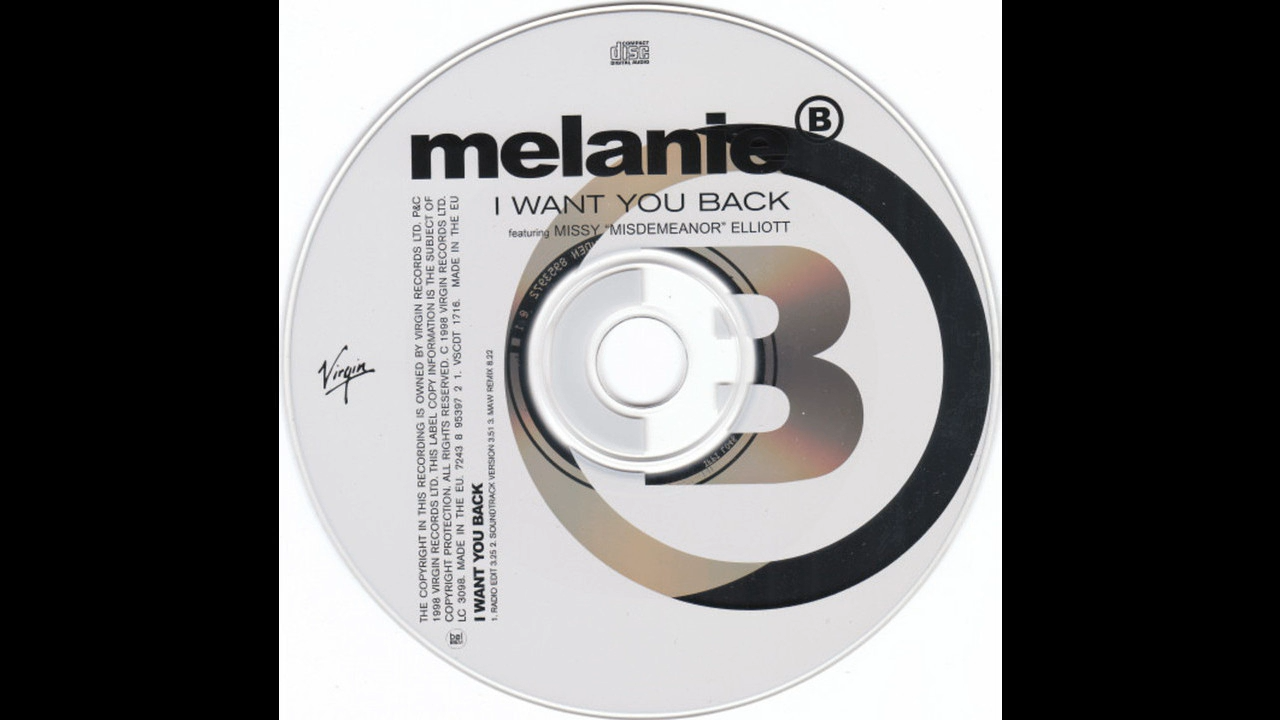 COMPACT
disc
DIGITAL AUDIO
melanie B
I WANT YOU BACK
featuring MISSY "MISDEMEANOR" ELLIOTT
Virgin
THE COPYRIGHT IN THIS RECORDING IS OWNED BY VIRGIN RECORDS LTD. P&C
1998 VIRGIN RECORDS LTD. THIS LABEL COPY INFORMATION IS THE SUBJECT OF
COPYRIGHT PROTECTION. ALL RIGHTS RESERVED. C 1998 VIRGIN RECORDS LTD.
LC 3098. MADE IN THE EU. 7243 8 95397 2 1. VSCDT 1716. MADE IN THE EU
I WANT YOU BACK
1. RADIO EDIT 3.25 2. SOUNDTRACK VERSION 3.51 3. MAW REMIX 8.22
B